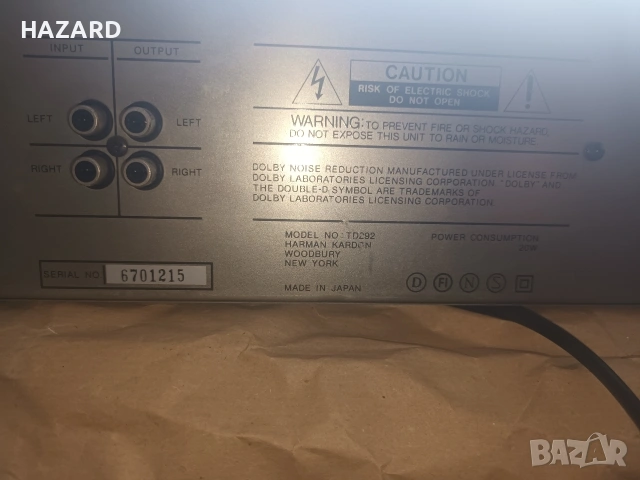 HAZARD
INPUT OUTPUT
LEFT LEFT
RIGHT RIGHT
CAUTION
RISK OF ELECTRIC SHOCK
DO NOT OPEN
WARNING: TO PREVENT FIRE OR SHOCK HAZARD,
DO NOT EXPOSE THIS UNIT TO RAIN OR MOISTURE.
DOLBY NOISE REDUCTION MANUFACTURED UNDER LICENSE FROM
DOLBY LABORATORIES LICENSING CORPORATION. "DOLBY" AND
THE DOUBLE-D SYMBOL ARE TRADEMARKS OF
DOLBY LABORATORIES LICENSING CORPORATION.
MODEL NO: TD292
HARMAN KARDON
WOODBURY
NEW YORK
POWER CONSUMPTION
20W
SERIAL NO. 6701215
MADE IN JAPAN
D FI N S
BAZAR